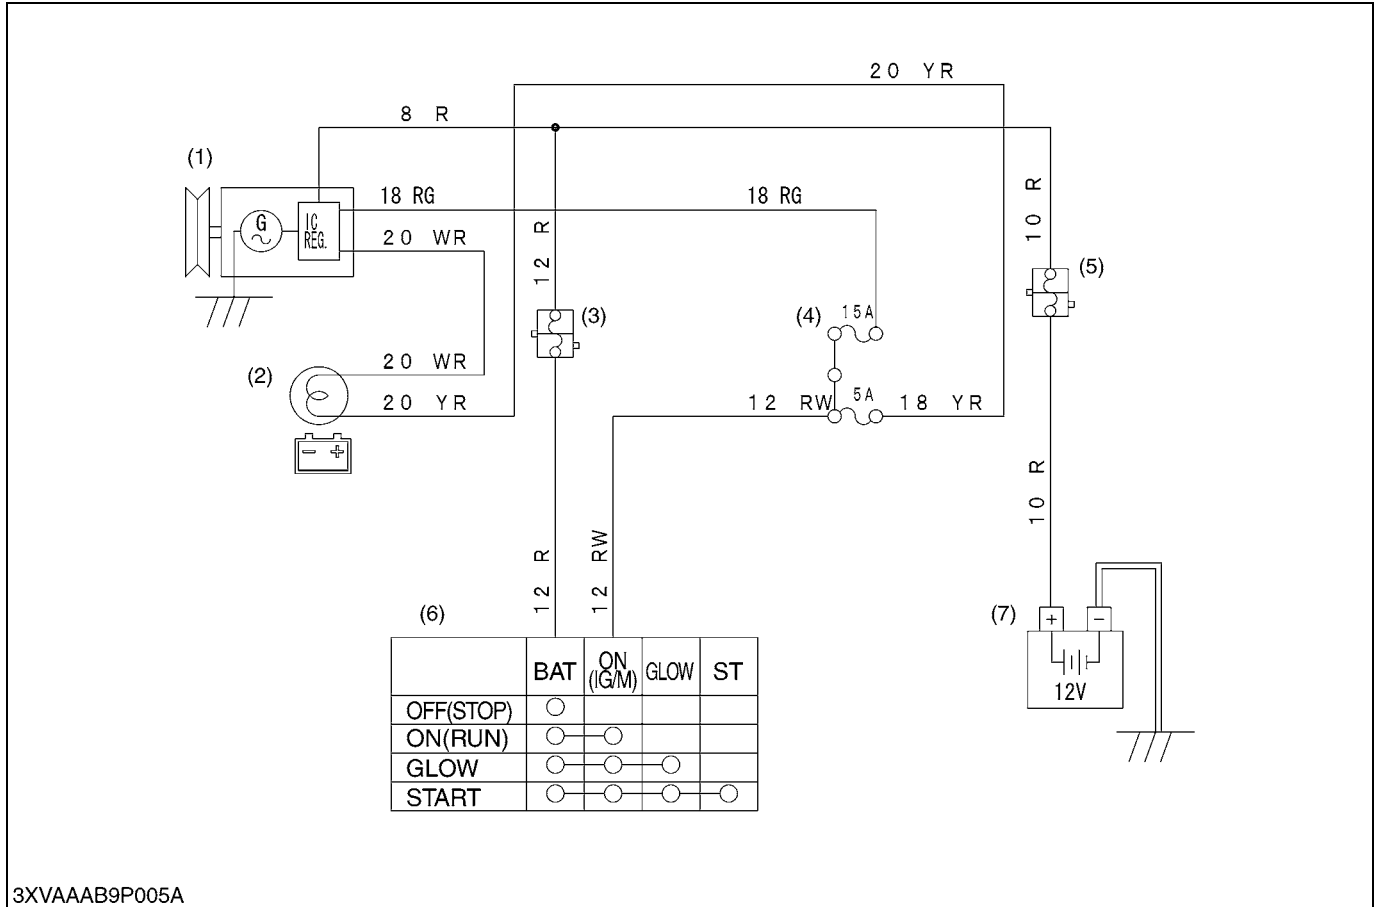 20 YR
8 R
(1)
18 RG
18 RG
10 R
G
IC
REG.
20 WR
12 R
(5)
(3)
(4)
15A
20 WR
(2)
5A
20 YR
12 RW
18 YR
− +
10 R
12 R
12 RW
(6)
(7)
+ −
12V
BAT ON (IG/M) GLOW ST
OFF(STOP)
ON(RUN)
GLOW
START
3XVAAAB9P005A